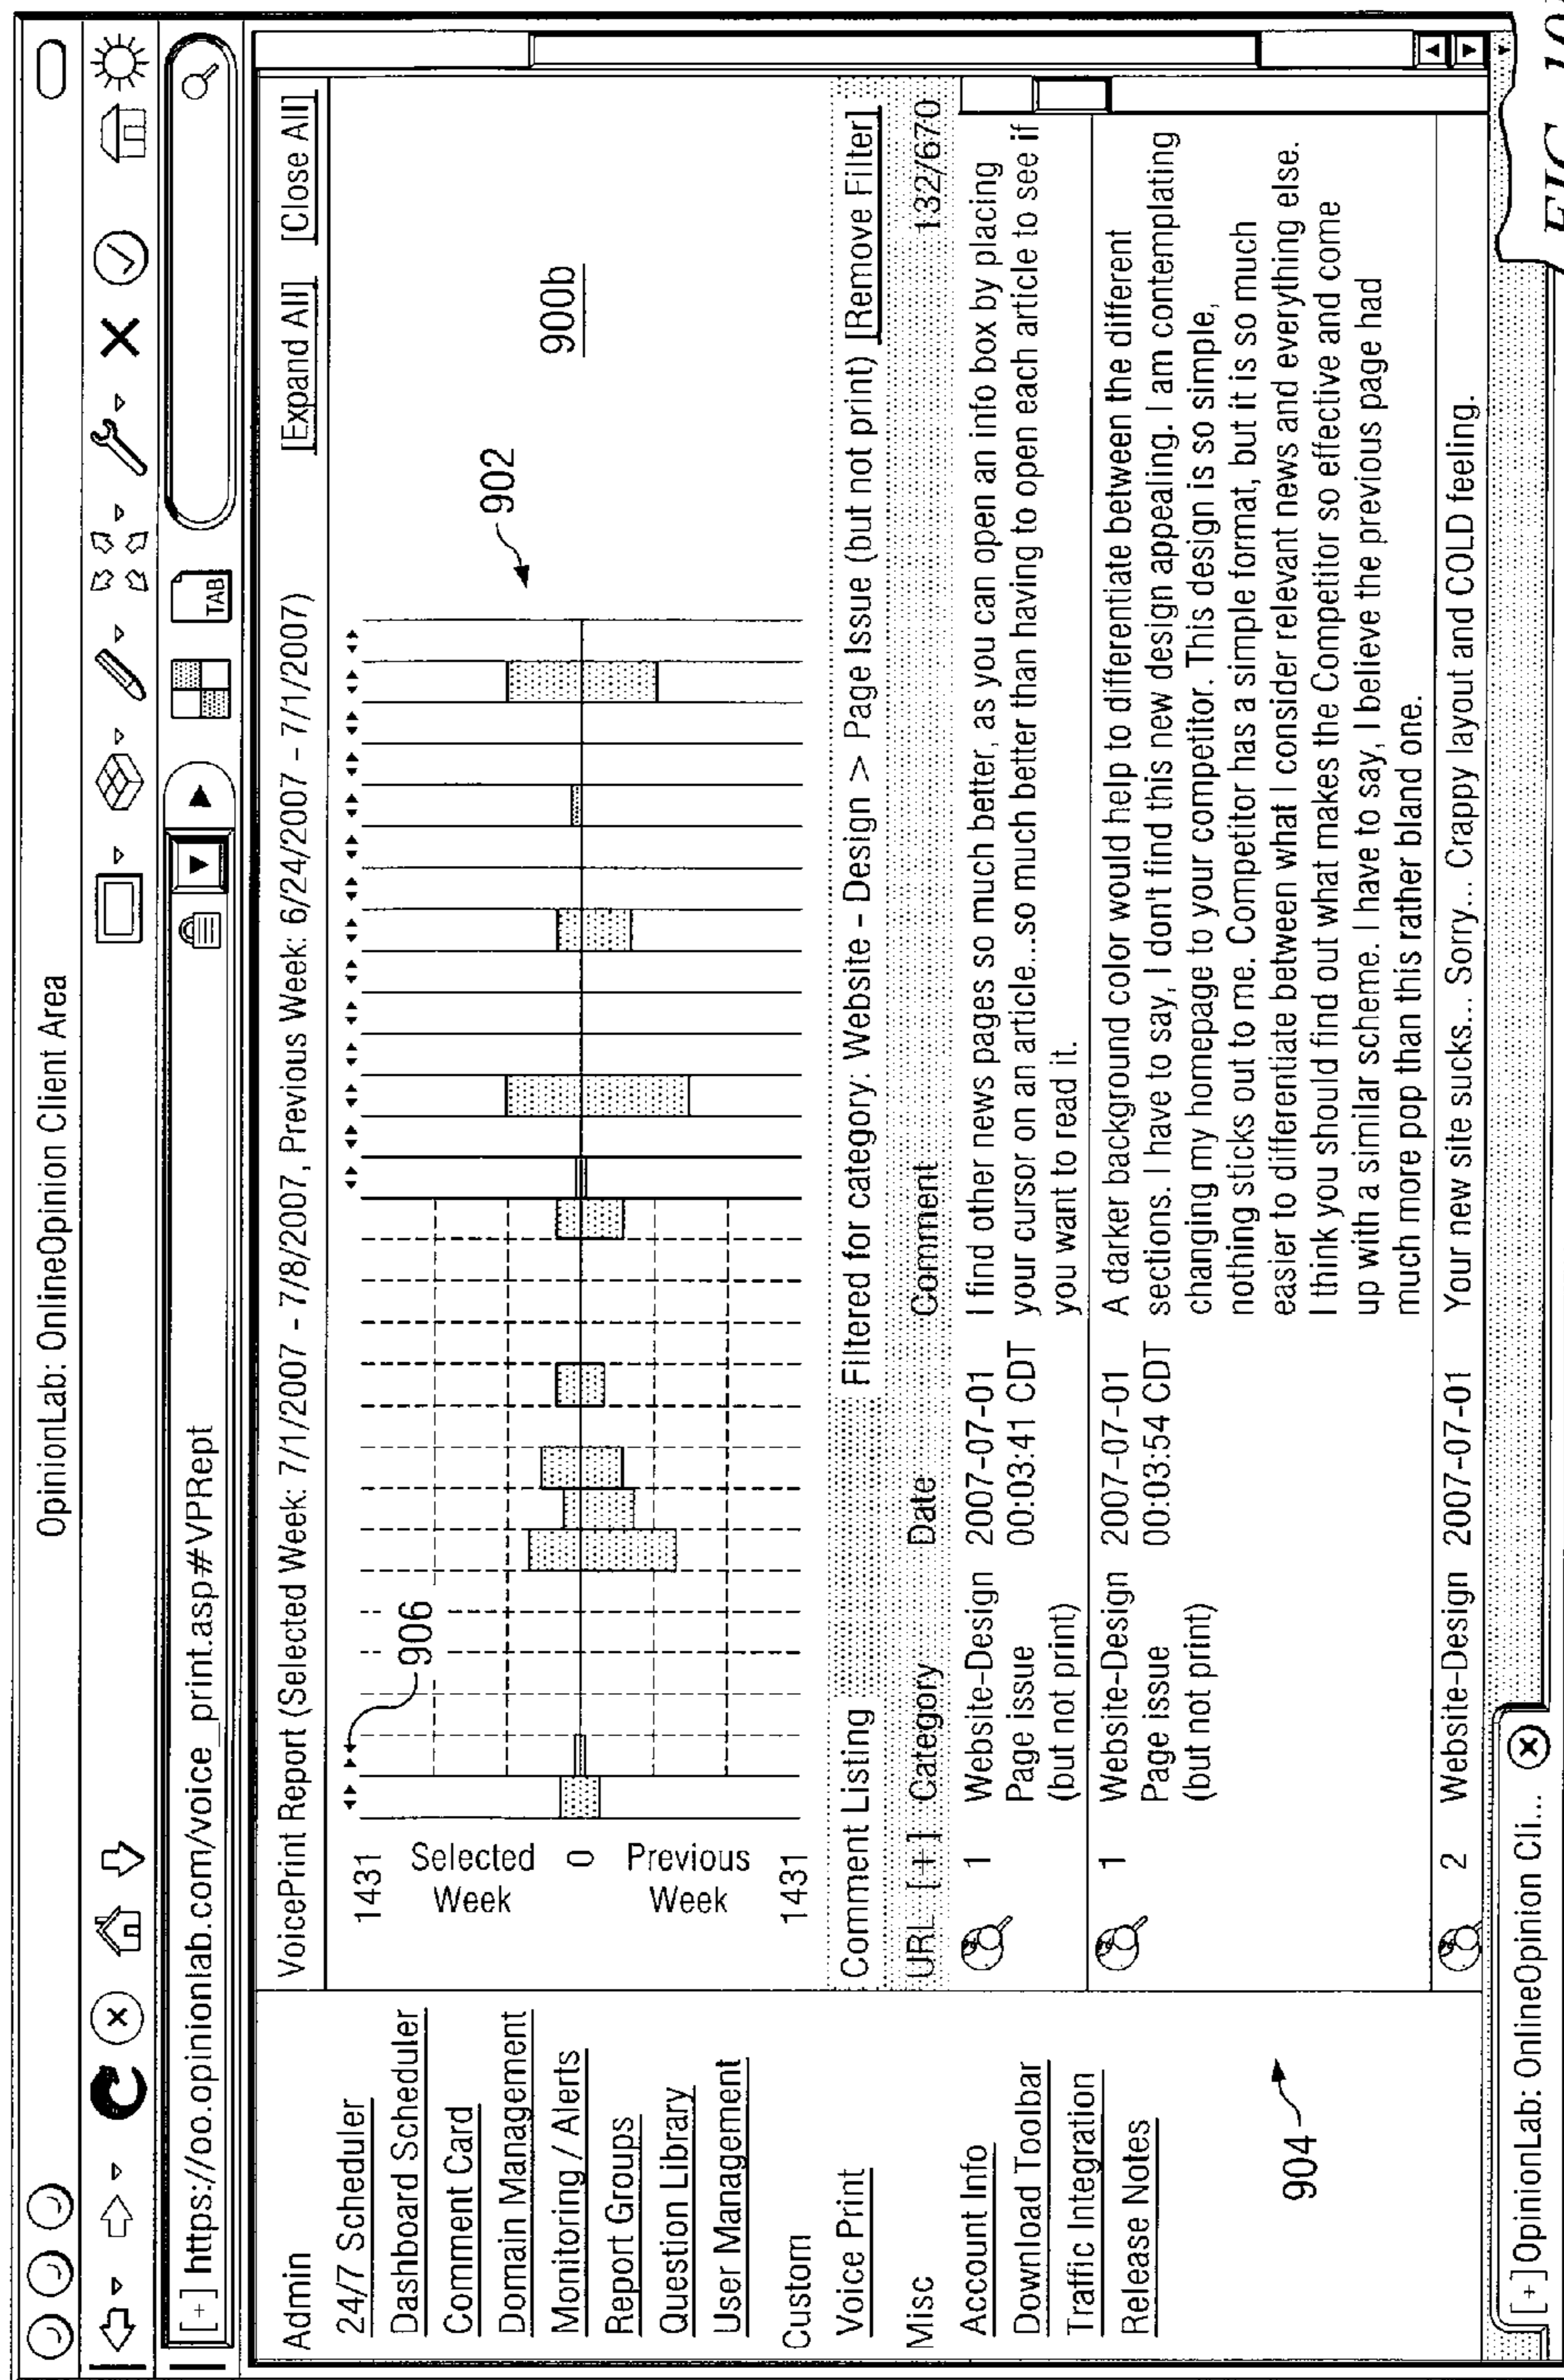 OpinionLab: OnlineOpinion Client Area
TAB
[+] https://oo.opinionlab.com/voice_print.asp#VPRept
Admin
24/7 Scheduler
Dashboard Scheduler
Comment Card
Domain Management
Monitoring / Alerts
Report Groups
Question Library
User Management
Custom
Voice Print
Misc
Account Info
Download Toolbar
Traffic Integration
Release Notes
904
VoicePrint Report (Selected Week: 7/1/2007 - 7/8/2007, Previous Week: 6/24/2007 - 7/1/2007) [Expand All] [Close All]
1431
Selected
Week
0
Previous
Week
1431
906
902
900b
Comment Listing Filtered for category: Website - Design > Page Issue (but not print) [Remove Filter]
URL [+] Category Date Comment 132/670
1 Website-Design 2007-07-01 I find other news pages so much better, as you can open an info box by placing
Page issue 00:03:41 CDT your cursor on an article...so much better than having to open each article to see if
(but not print) you want to read it.
1 Website-Design 2007-07-01 A darker background color would help to differentiate between the different
Page issue 00:03:54 CDT sections. I have to say, I don't find this new design appealing. I am contemplating
(but not print) changing my homepage to your competitor. This design is so simple,
nothing sticks out to me. Competitor has a simple format, but it is so much
easier to differentiate between what I consider relevant news and everything else.
I think you should find out what makes the Competitor so effective and come
up with a similar scheme. I have to say, I believe the previous page had
much more pop than this rather bland one.
2 Website-Design 2007-07-01 Your new site sucks... Sorry... Crappy layout and COLD feeling.
[+] OpinionLab: OnlineOpinion Cli...